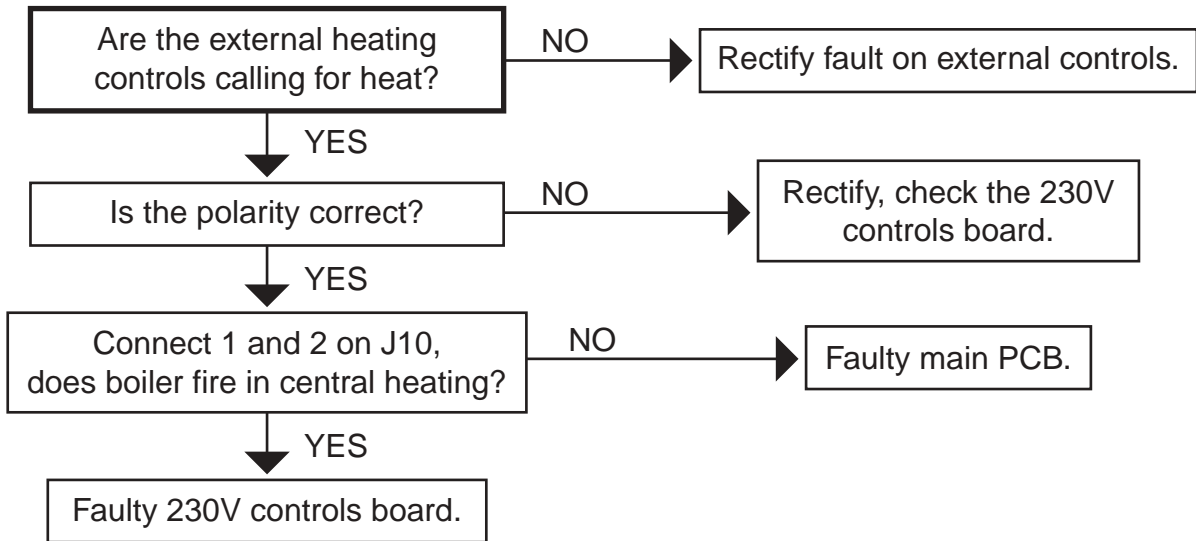 Are the external heating
controls calling for heat?
NO
Rectify fault on external controls.
YES
Is the polarity correct?
NO
Rectify, check the 230V
controls board.
YES
Connect 1 and 2 on J10,
does boiler fire in central heating?
NO
Faulty main PCB.
YES
Faulty 230V controls board.